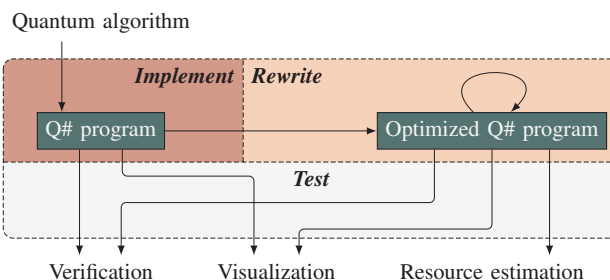 Quantum algorithm
Implement Rewrite
Q# program
Optimized Q# program
Test
Verification
Visualization
Resource estimation